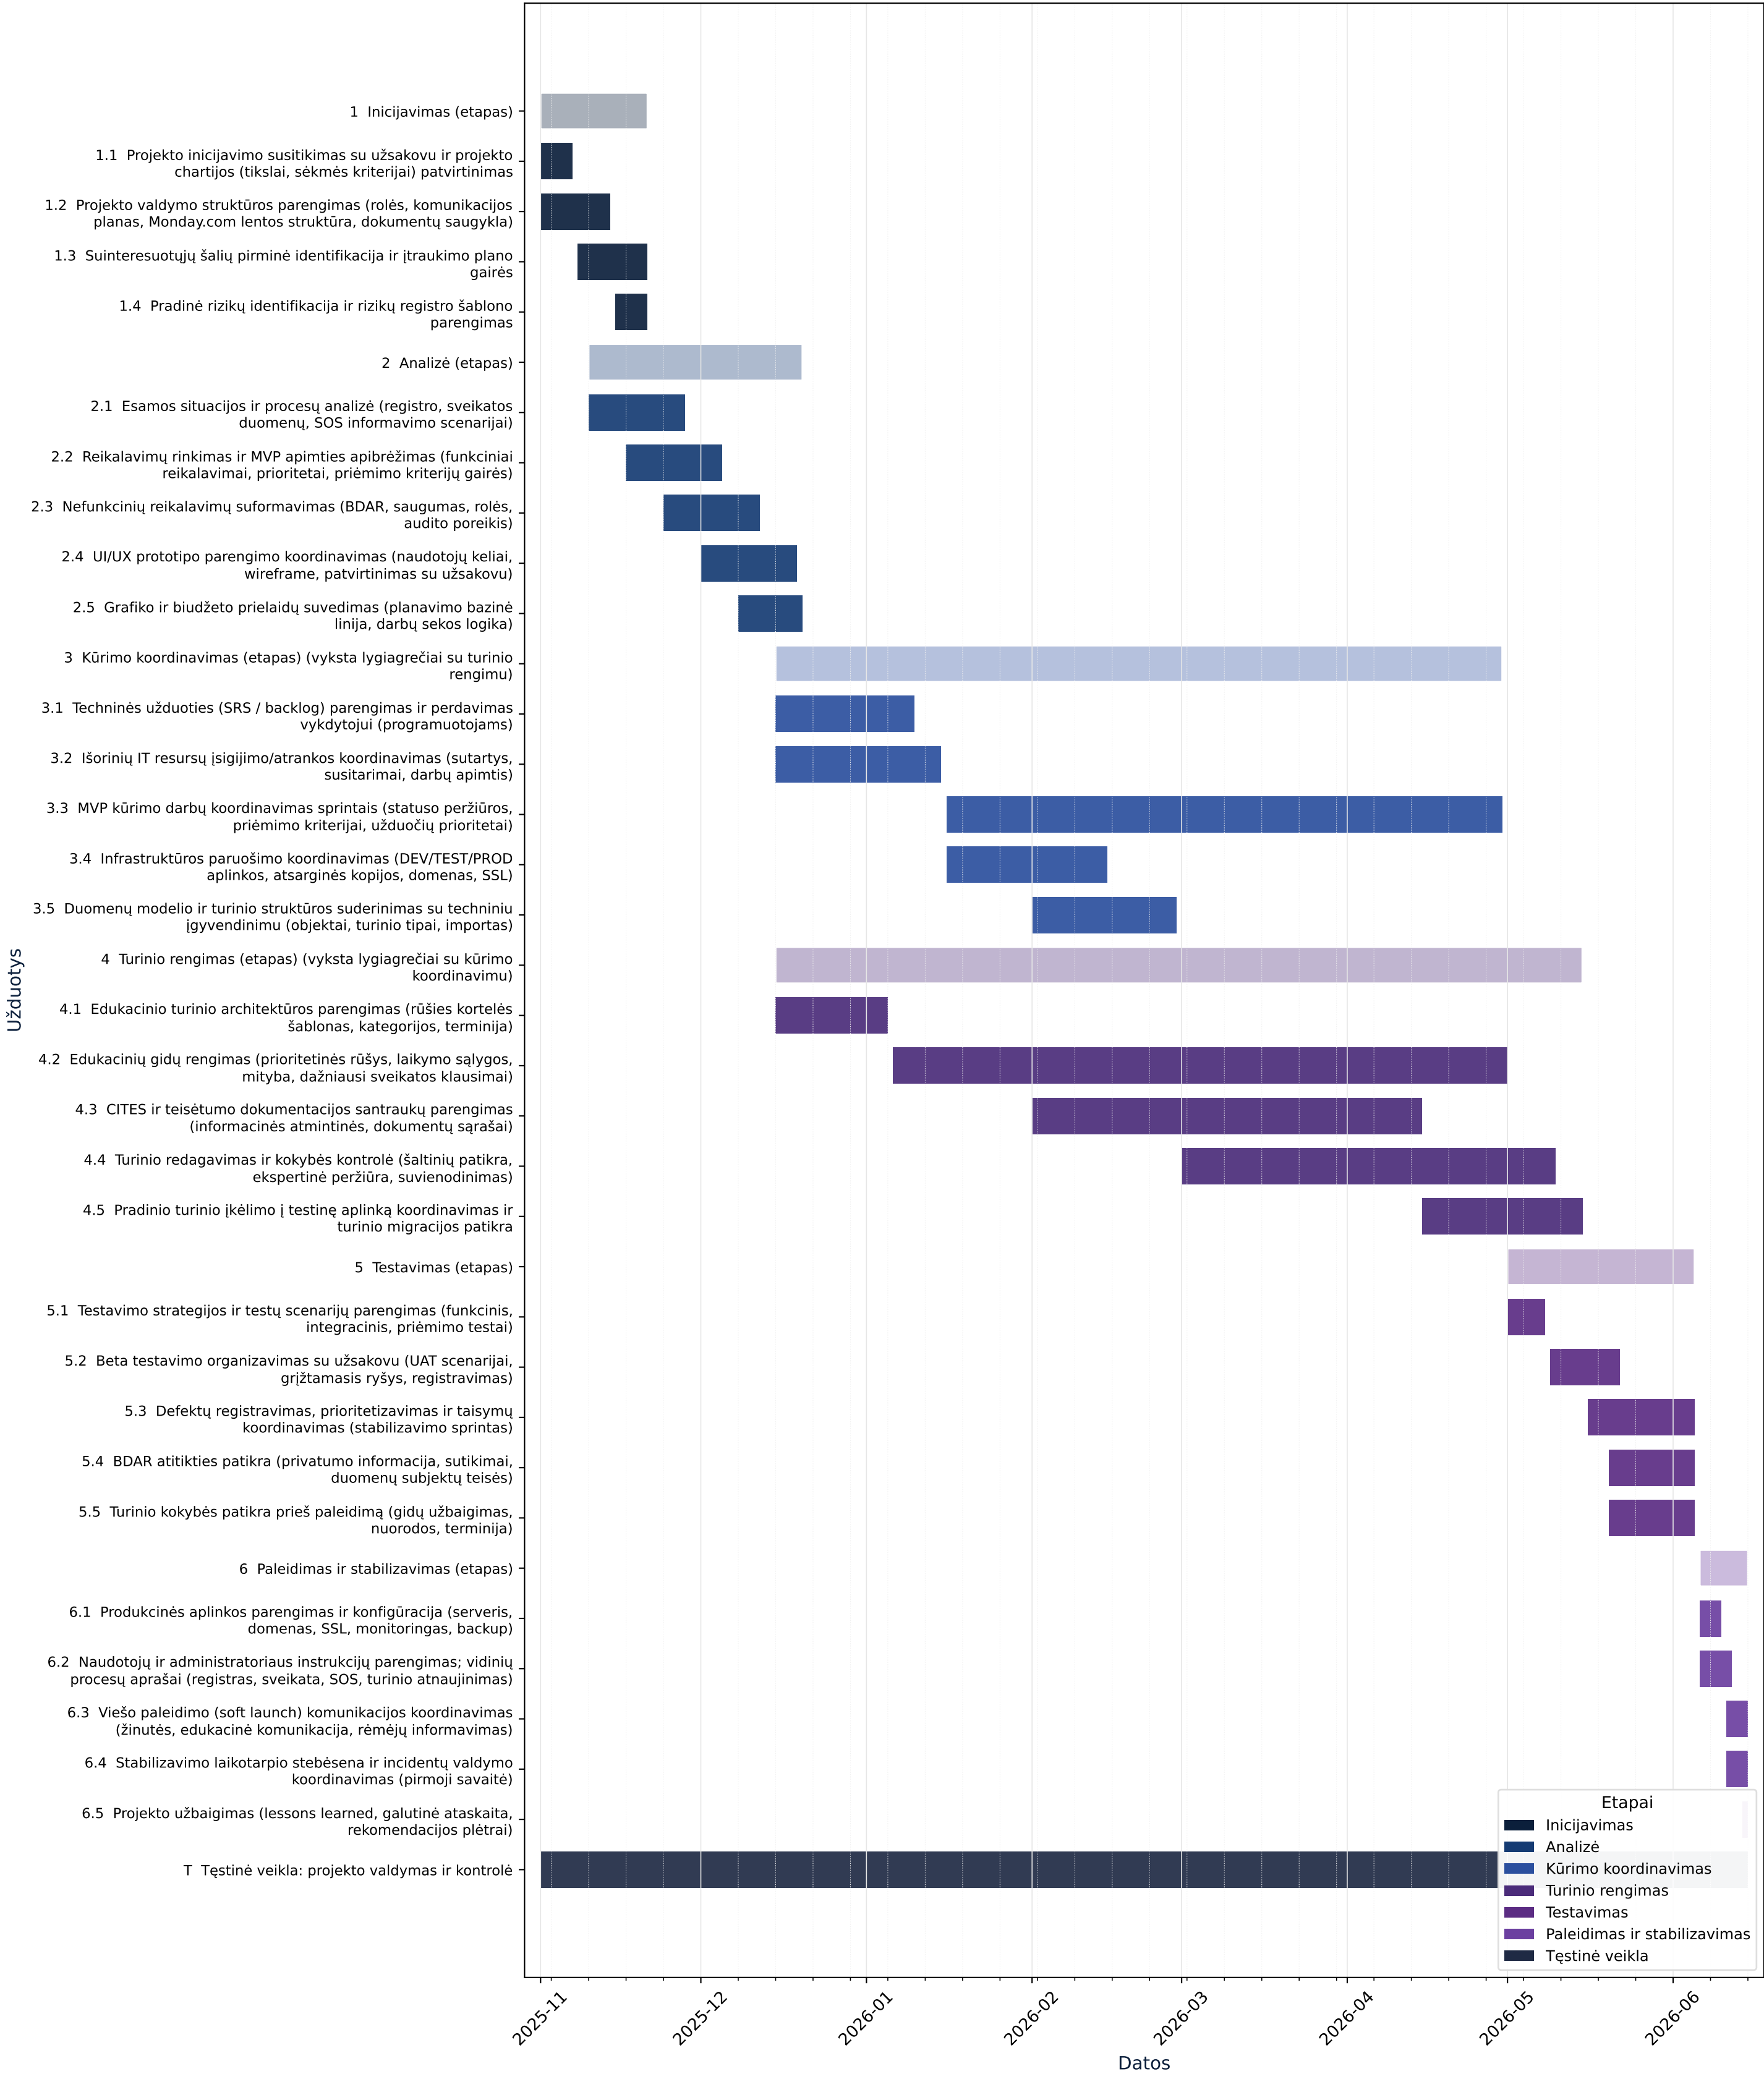 1  Inicijavimas (etapas)
1.1  Projekto inicijavimo susitikimas su užsakovu ir projekto
chartijos (tikslai, sėkmės kriterijai) patvirtinimas
1.2  Projekto valdymo struktūros parengimas (rolės, komunikacijos
planas, Monday.com lentos struktūra, dokumentų saugykla)
1.3  Suinteresuotųjų šalių pirminė identifikacija ir įtraukimo plano
gairės
1.4  Pradinė rizikų identifikacija ir rizikų registro šablono
parengimas
2  Analizė (etapas)
2.1  Esamos situacijos ir procesų analizė (registro, sveikatos
duomenų, SOS informavimo scenarijai)
2.2  Reikalavimų rinkimas ir MVP apimties apibrėžimas (funkciniai
reikalavimai, prioritetai, priėmimo kriterijų gairės)
2.3  Nefunkcinių reikalavimų suformavimas (BDAR, saugumas, rolės,
audito poreikis)
2.4  UI/UX prototipo parengimo koordinavimas (naudotojų keliai,
wireframe, patvirtinimas su užsakovu)
2.5  Grafiko ir biudžeto prielaidų suvedimas (planavimo bazinė
linija, darbų sekos logika)
3  Kūrimo koordinavimas (etapas) (vyksta lygiagrečiai su turinio
rengimu)
3.1  Techninės užduoties (SRS / backlog) parengimas ir perdavimas
vykdytojui (programuotojams)
3.2  Išorinių IT resursų įsigijimo/atrankos koordinavimas (sutartys,
susitarimai, darbų apimtis)
3.3  MVP kūrimo darbų koordinavimas sprintais (statuso peržiūros,
priėmimo kriterijai, užduočių prioritetai)
3.4  Infrastruktūros paruošimo koordinavimas (DEV/TEST/PROD
aplinkos, atsarginės kopijos, domenas, SSL)
3.5  Duomenų modelio ir turinio struktūros suderinimas su techniniu
įgyvendinimu (objektai, turinio tipai, importas)
4  Turinio rengimas (etapas) (vyksta lygiagrečiai su kūrimo
koordinavimu)
4.1  Edukacinio turinio architektūros parengimas (rūšies kortelės
šablonas, kategorijos, terminija)
4.2  Edukacinių gidų rengimas (prioritetinės rūšys, laikymo sąlygos,
mityba, dažniausi sveikatos klausimai)
4.3  CITES ir teisėtumo dokumentacijos santraukų parengimas
(informacinės atmintinės, dokumentų sąrašai)
4.4  Turinio redagavimas ir kokybės kontrolė (šaltinių patikra,
ekspertinė peržiūra, suvienodinimas)
4.5  Pradinio turinio įkėlimo į testinę aplinką koordinavimas ir
turinio migracijos patikra
5  Testavimas (etapas)
5.1  Testavimo strategijos ir testų scenarijų parengimas (funkcinis,
integracinis, priėmimo testai)
5.2  Beta testavimo organizavimas su užsakovu (UAT scenarijai,
grįžtamasis ryšys, registravimas)
5.3  Defektų registravimas, prioritetizavimas ir taisymų
koordinavimas (stabilizavimo sprintas)
5.4  BDAR atitikties patikra (privatumo informacija, sutikimai,
duomenų subjektų teisės)
5.5  Turinio kokybės patikra prieš paleidimą (gidų užbaigimas,
nuorodos, terminija)
6  Paleidimas ir stabilizavimas (etapas)
6.1  Produkcinės aplinkos parengimas ir konfigūracija (serveris,
domenas, SSL, monitoringas, backup)
6.2  Naudotojų ir administratoriaus instrukcijų parengimas; vidinių
procesų aprašai (registras, sveikata, SOS, turinio atnaujinimas)
6.3  Viešo paleidimo (soft launch) komunikacijos koordinavimas
(žinutės, edukacinė komunikacija, rėmėjų informavimas)
6.4  Stabilizavimo laikotarpio stebėsena ir incidentų valdymo
koordinavimas (pirmoji savaitė)
6.5  Projekto užbaigimas (lessons learned, galutinė ataskaita,
rekomendacijos plėtrai)
T  Tęstinė veikla: projekto valdymas ir kontrolė
Užduotys
Etapai
Inicijavimas
Analizė
Kūrimo koordinavimas
Turinio rengimas
Testavimas
Paleidimas ir stabilizavimas
Tęstinė veikla
2025-11
2025-12
2026-01
2026-02
2026-03
2026-04
2026-05
2026-06
Datos